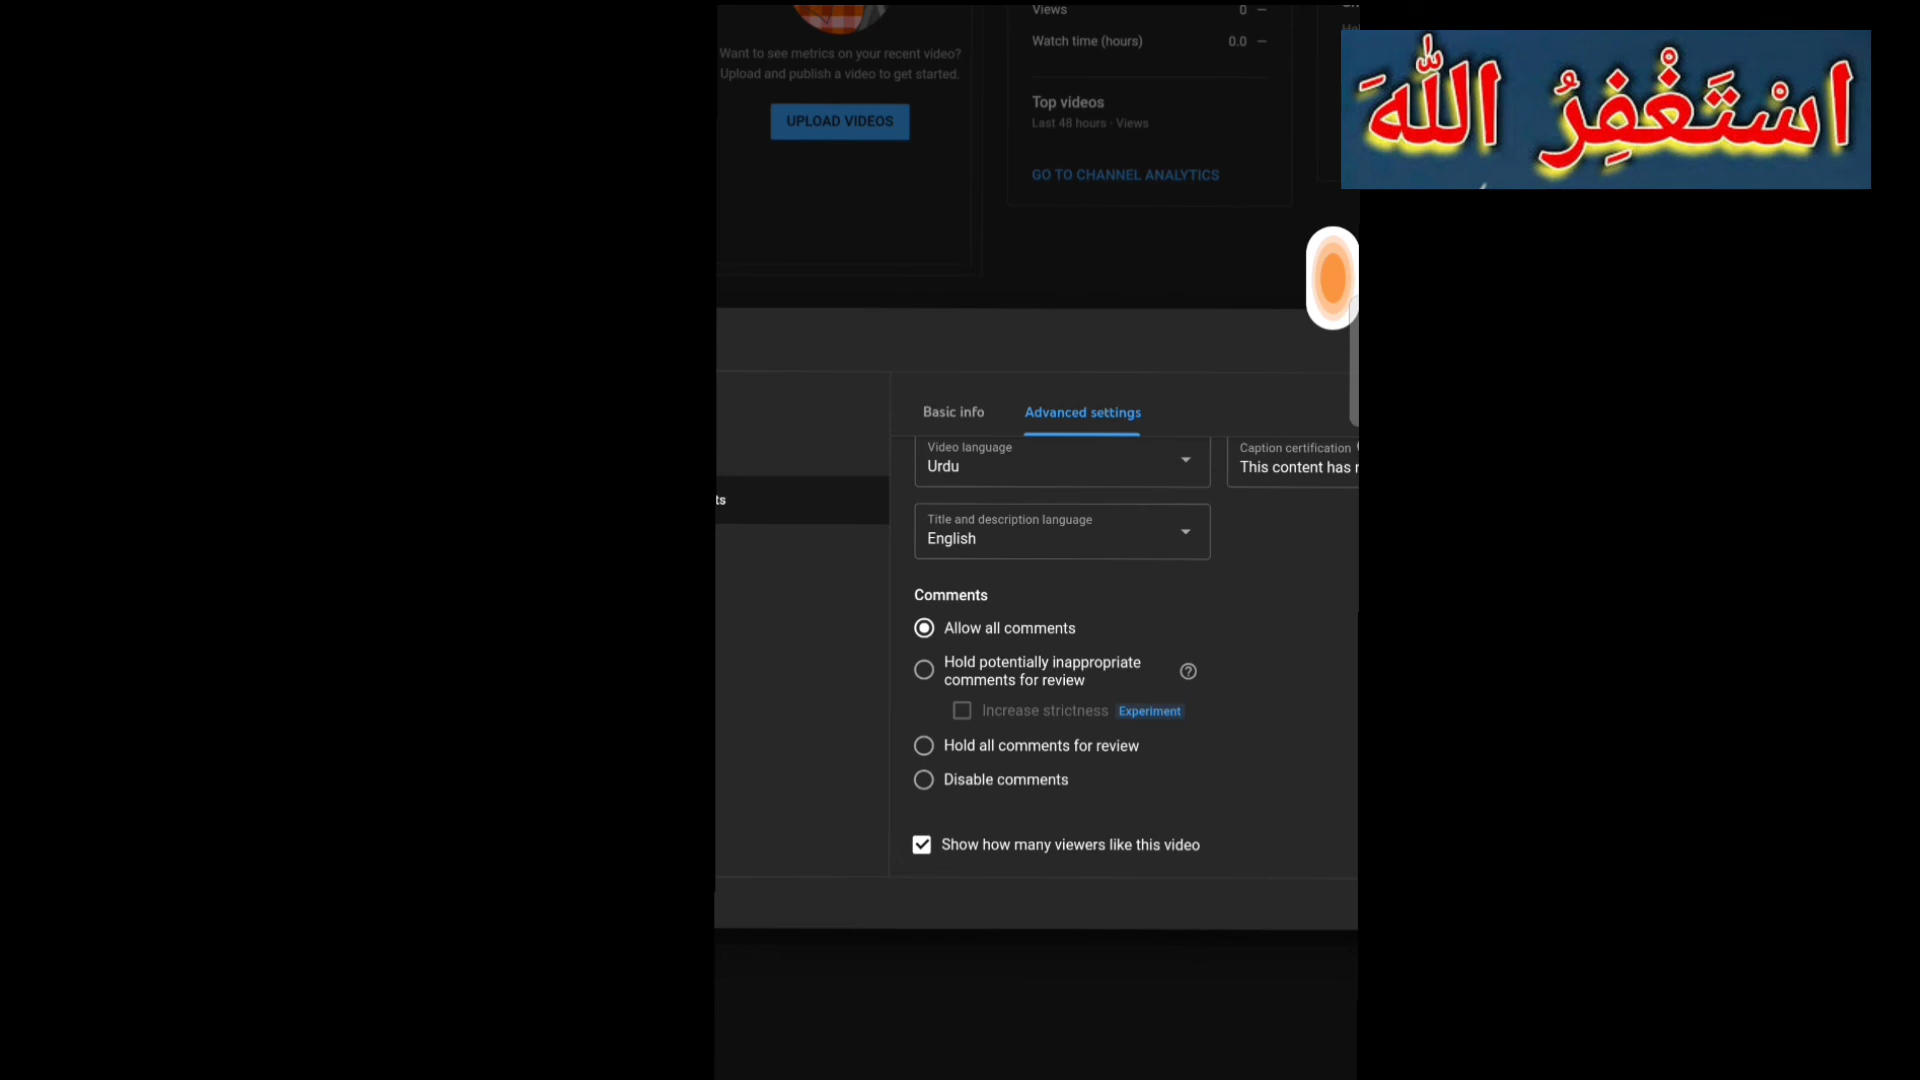 Views 0 –
Want to see metrics on your recent video?
Upload and publish a video to get started.
Watch time (hours) 0.0 –
UPLOAD VIDEOS
Top videos
Last 48 hours · Views
GO TO CHANNEL ANALYTICS
اسْتَغْفِرُ اللّٰهَ
Basic info Advanced settings
Video language
Urdu
Caption certification
This content has
ts
Title and description language
English
Comments
Allow all comments
Hold potentially inappropriate
comments for review
Increase strictness Experiment
Hold all comments for review
Disable comments
Show how many viewers like this video